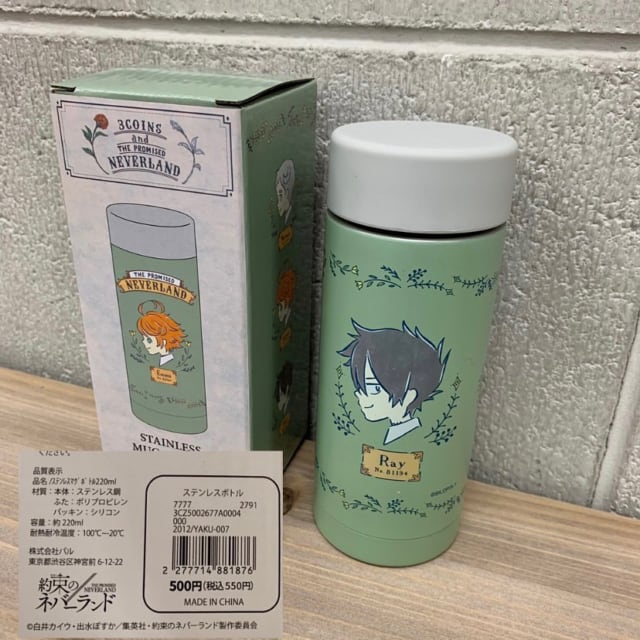 3COINS
and
THE PROMISED
NEVERLAND
THE PROMISED
NEVERLAND
Emma
STAINLESS
MUG
Ray
No. 81194
ください。
品質表示
品名:ステンレスマグボトル220ml
材質:本体:ステンレス鋼
ふた:ポリプロピレン
パッキン:シリコン
容量:約 220ml
耐熱耐冷温度:100℃~-20℃
株式会社パル
東京都渋谷区神宮前 6-12-22
約束の
THE PROMISED
NEVERLAND
ネバーランド
©白井カイウ・出水ぽすか/集英社・約束のネバーランド製作委員会
ステンレスボトル
7777 2791
3CZ5002677A0004
000
2012/YAKU-007
2 277714 881876
500円(税込550円)
MADE IN CHINA